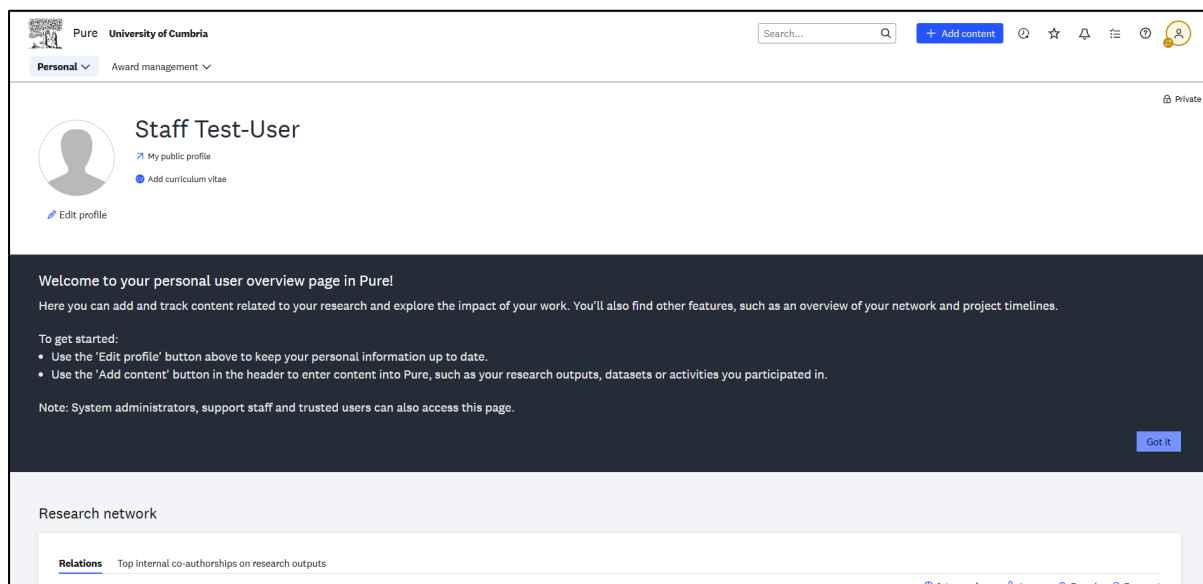 Pure University of Cumbria
Search...
+ Add content
Personal
Award management
Private
Staff Test-User
My public profile
Add curriculum vitae
Edit profile
Welcome to your personal user overview page in Pure!
Here you can add and track content related to your research and explore the impact of your work. You'll also find other features, such as an overview of your network and project timelines.
To get started:
• Use the 'Edit profile' button above to keep your personal information up to date.
• Use the 'Add content' button in the header to enter content into Pure, such as your research outputs, datasets or activities you participated in.
Note: System administrators, support staff and trusted users can also access this page.
Got it
Research network
Relations
Top internal co-authorships on research outputs